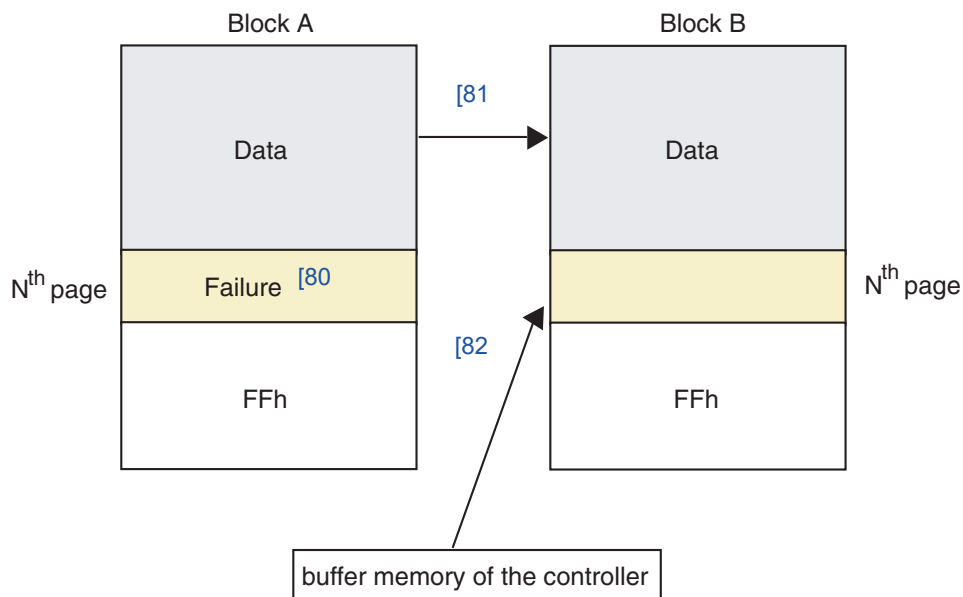 Block A
Block B
[81
Data
Data
Nth page
Failure [80
Nth page
[82
FFh
FFh
buffer memory of the controller